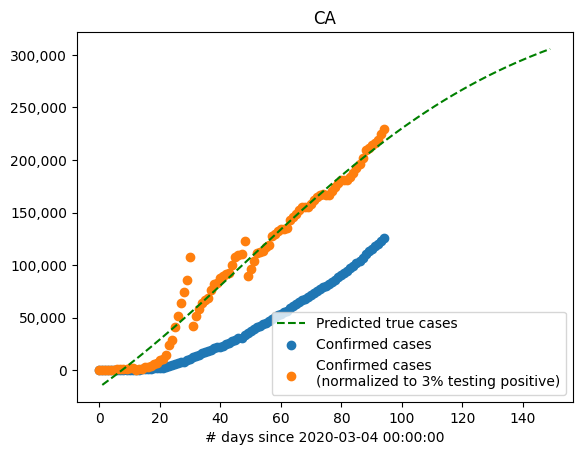 CA
300,000
250,000
200,000
150,000
100,000
50,000
0
Predicted true cases
Confirmed cases
Confirmed cases
(normalized to 3% testing positive)
0 20 40 60 80 100 120 140
# days since 2020-03-04 00:00:00